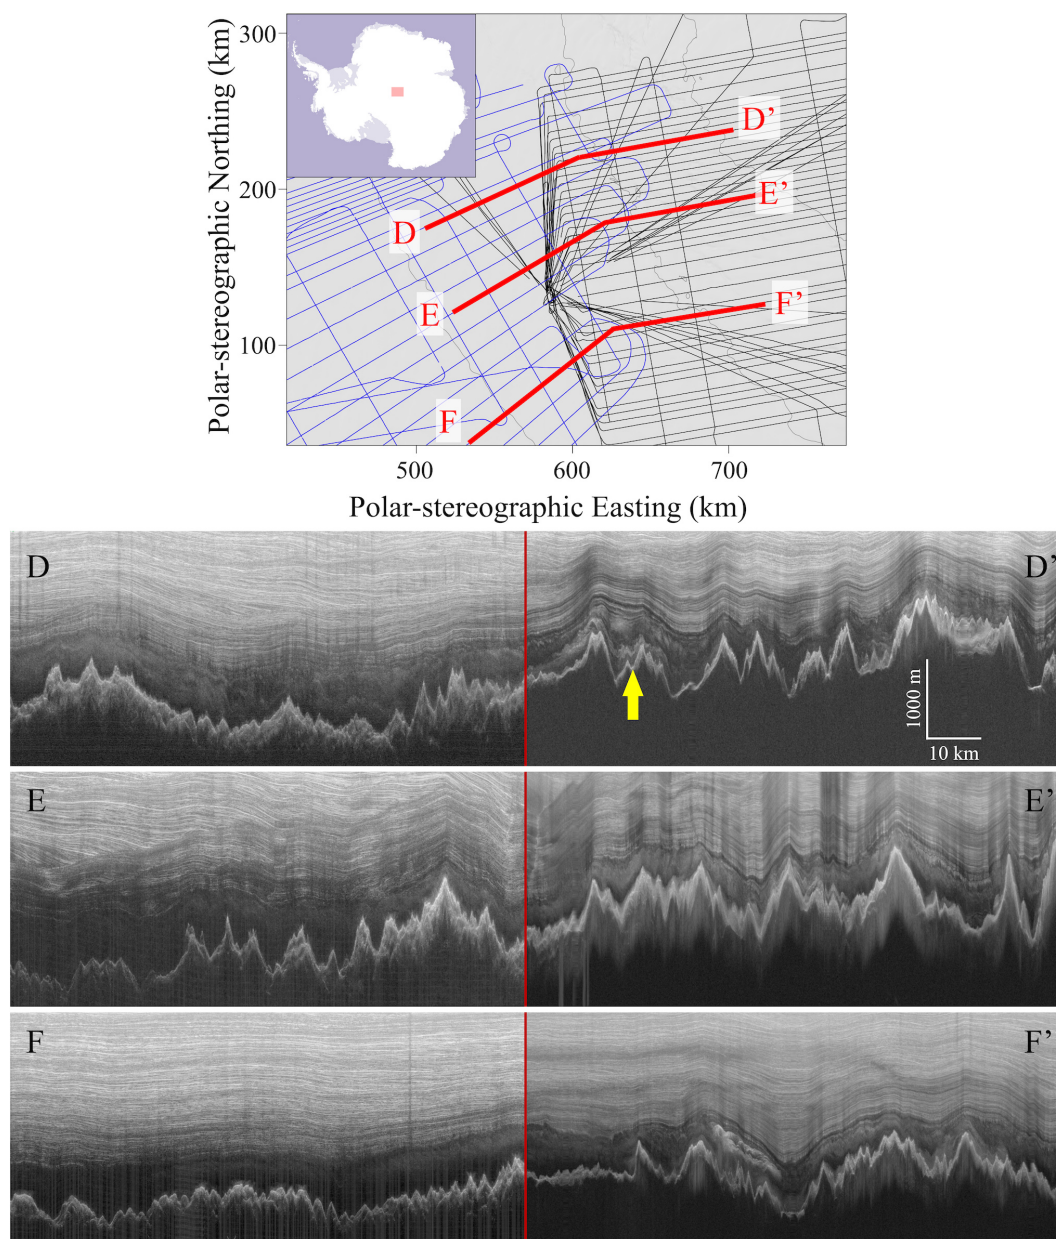 300
200
100
Polar-stereographic Northing (km)
D'
E'
D
E
F'
F
500
600
700
Polar-stereographic Easting (km)
D
D'
1000 m
10 km
E
E'
F
F'